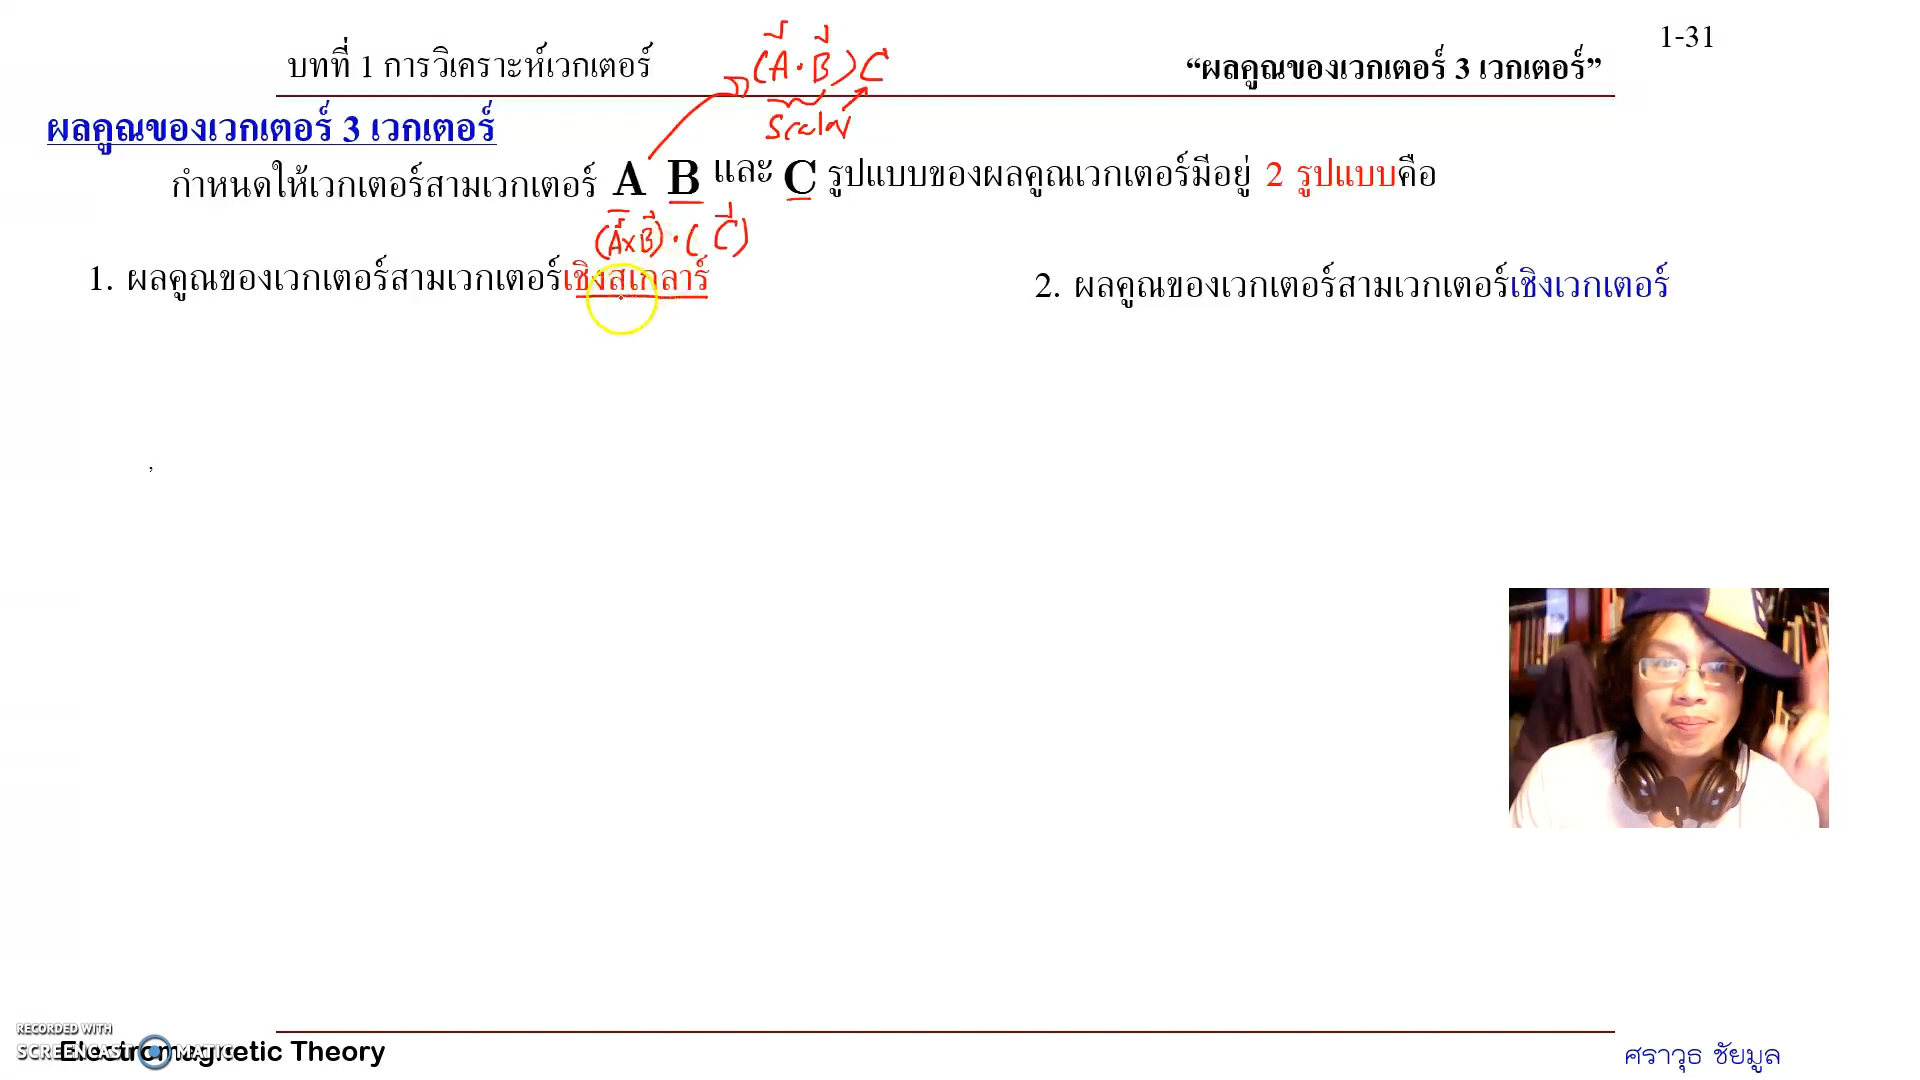 1-31
บทที่ 1 การวิเคราะห์เวกเตอร์
(A · B) C
“ผลคูณของเวกเตอร์ 3 เวกเตอร์”
Scalar
ผลคูณของเวกเตอร์ 3 เวกเตอร์
กำหนดให้เวกเตอร์สามเวกเตอร์ A B และ C รูปแบบของผลคูณเวกเตอร์มีอยู่ 2 รูปแบบคือ
(A×B) · ( C )
1. ผลคูณของเวกเตอร์สามเวกเตอร์เชิงสเกลาร์
2. ผลคูณของเวกเตอร์สามเวกเตอร์เชิงเวกเตอร์
,
RECORDED WITH
SCREENCAST MATIC
Electromagnetic Theory
ศราวุธ ชัยมูล